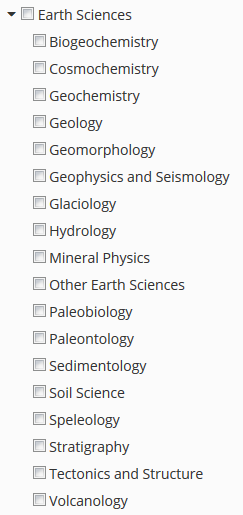 Earth Sciences
Biogeochemistry
Cosmochemistry
Geochemistry
Geology
Geomorphology
Geophysics and Seismology
Glaciology
Hydrology
Mineral Physics
Other Earth Sciences
Paleobiology
Paleontology
Sedimentology
Soil Science
Speleology
Stratigraphy
Tectonics and Structure
Volcanology